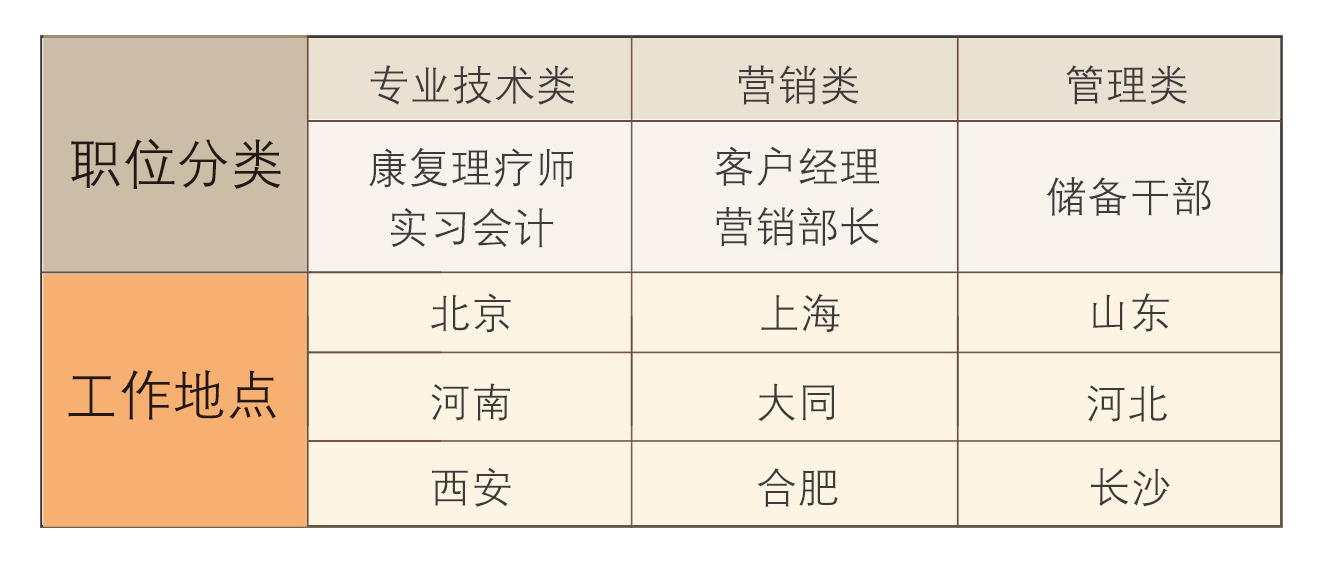 职位分类
专业技术类
营销类
管理类
康复理疗师
实习会计
客户经理
营销部长
储备干部
工作地点
北京
上海
山东
河南
大同
河北
西安
合肥
长沙